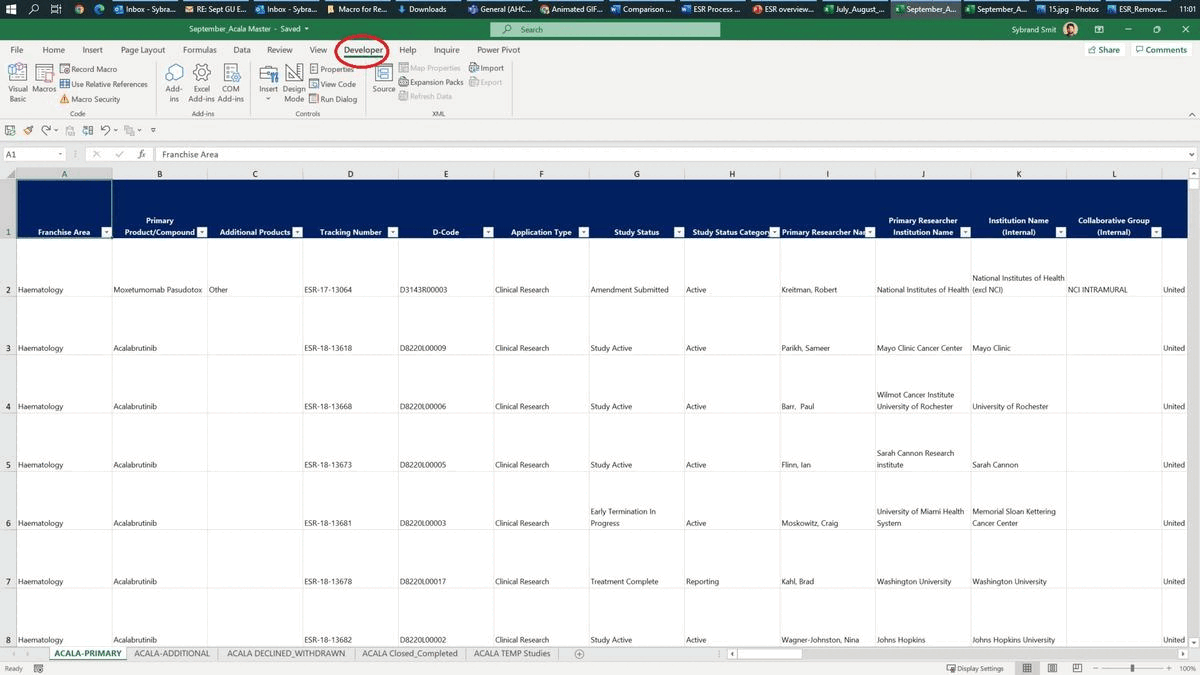 Inbox - Sybra... RE: Sept GU E... Inbox - Sybra... Macro for Re... Downloads General (AHC... Animated GIF... Comparison ... ESR Process ... ESR overview... July_August_... September_A... September_A... 15.jpg - Photos ESR_Remove... 11:01
September_Acala Master - Saved Search Sybrand Smit
File Home Insert Page Layout Formulas Data Review View Developer Help Inquire Power Pivot Share Comments
Visual Basic Macros Record Macro Use Relative References Macro Security
Add-ins Excel Add-ins COM Add-ins
Insert Design Mode Properties View Code Run Dialog
Source Map Properties Expansion Packs Refresh Data Import Export
Code Add-ins Controls XML
A1 fx Franchise Area
A B C D E F G H I J K L
1 Franchise Area Primary Product/Compound Additional Products Tracking Number D-Code Application Type Study Status Study Status Category Primary Researcher Nam Primary Researcher Institution Name Institution Name (Internal) Collaborative Group (Internal)
2 Haematology Moxetumomab Pasudotox Other ESR-17-13064 D3143R00003 Clinical Research Amendment Submitted Active Kreitman, Robert National Institutes of Health National Institutes of Health (excl NCI) NCI INTRAMURAL United
3 Haematology Acalabrutinib ESR-18-13618 D8220L00009 Clinical Research Study Active Active Parikh, Sameer Mayo Clinic Cancer Center Mayo Clinic United
4 Haematology Acalabrutinib ESR-18-13668 D8220L00006 Clinical Research Study Active Active Barr, Paul Wilmot Cancer Institute University of Rochester University of Rochester United
5 Haematology Acalabrutinib ESR-18-13673 D8220L00005 Clinical Research Study Active Active Flinn, Ian Sarah Cannon Research institute Sarah Cannon United
6 Haematology Acalabrutinib ESR-18-13681 D8220L00003 Clinical Research Early Termination In Progress Active Moskowitz, Craig University of Miami Health System Memorial Sloan Kettering Cancer Center United
7 Haematology Acalabrutinib ESR-18-13678 D8220L00017 Clinical Research Treatment Complete Reporting Kahl, Brad Washington University Washington University United
8 Haematology Acalabrutinib ESR-18-13682 D8220L00002 Clinical Research Study Active Active Wagner-Johnston, Nina Johns Hopkins Johns Hopkins University United
ACALA-PRIMARY ACALA-ADDITIONAL ACALA DECLINED_WITHDRAWN ACALA Closed_Completed ACALA TEMP Studies
Ready Display Settings 100%